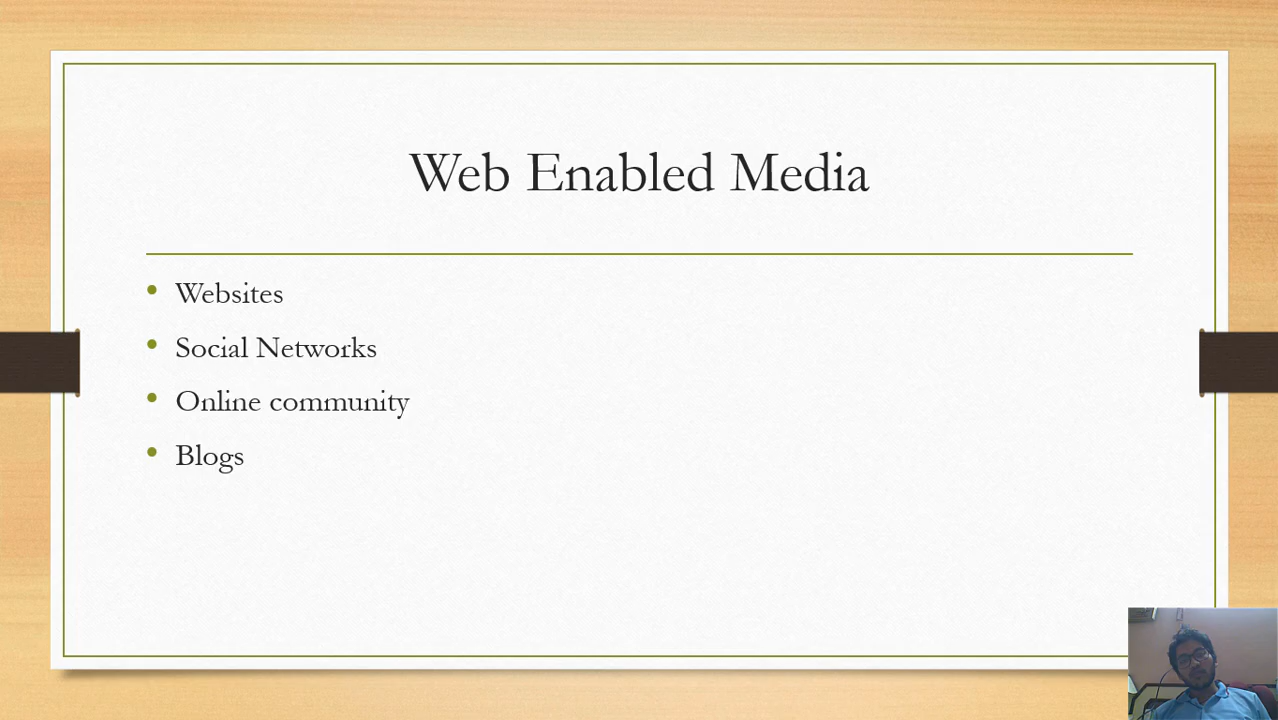 Web Enabled Media
• Websites
• Social Networks
• Online community
• Blogs